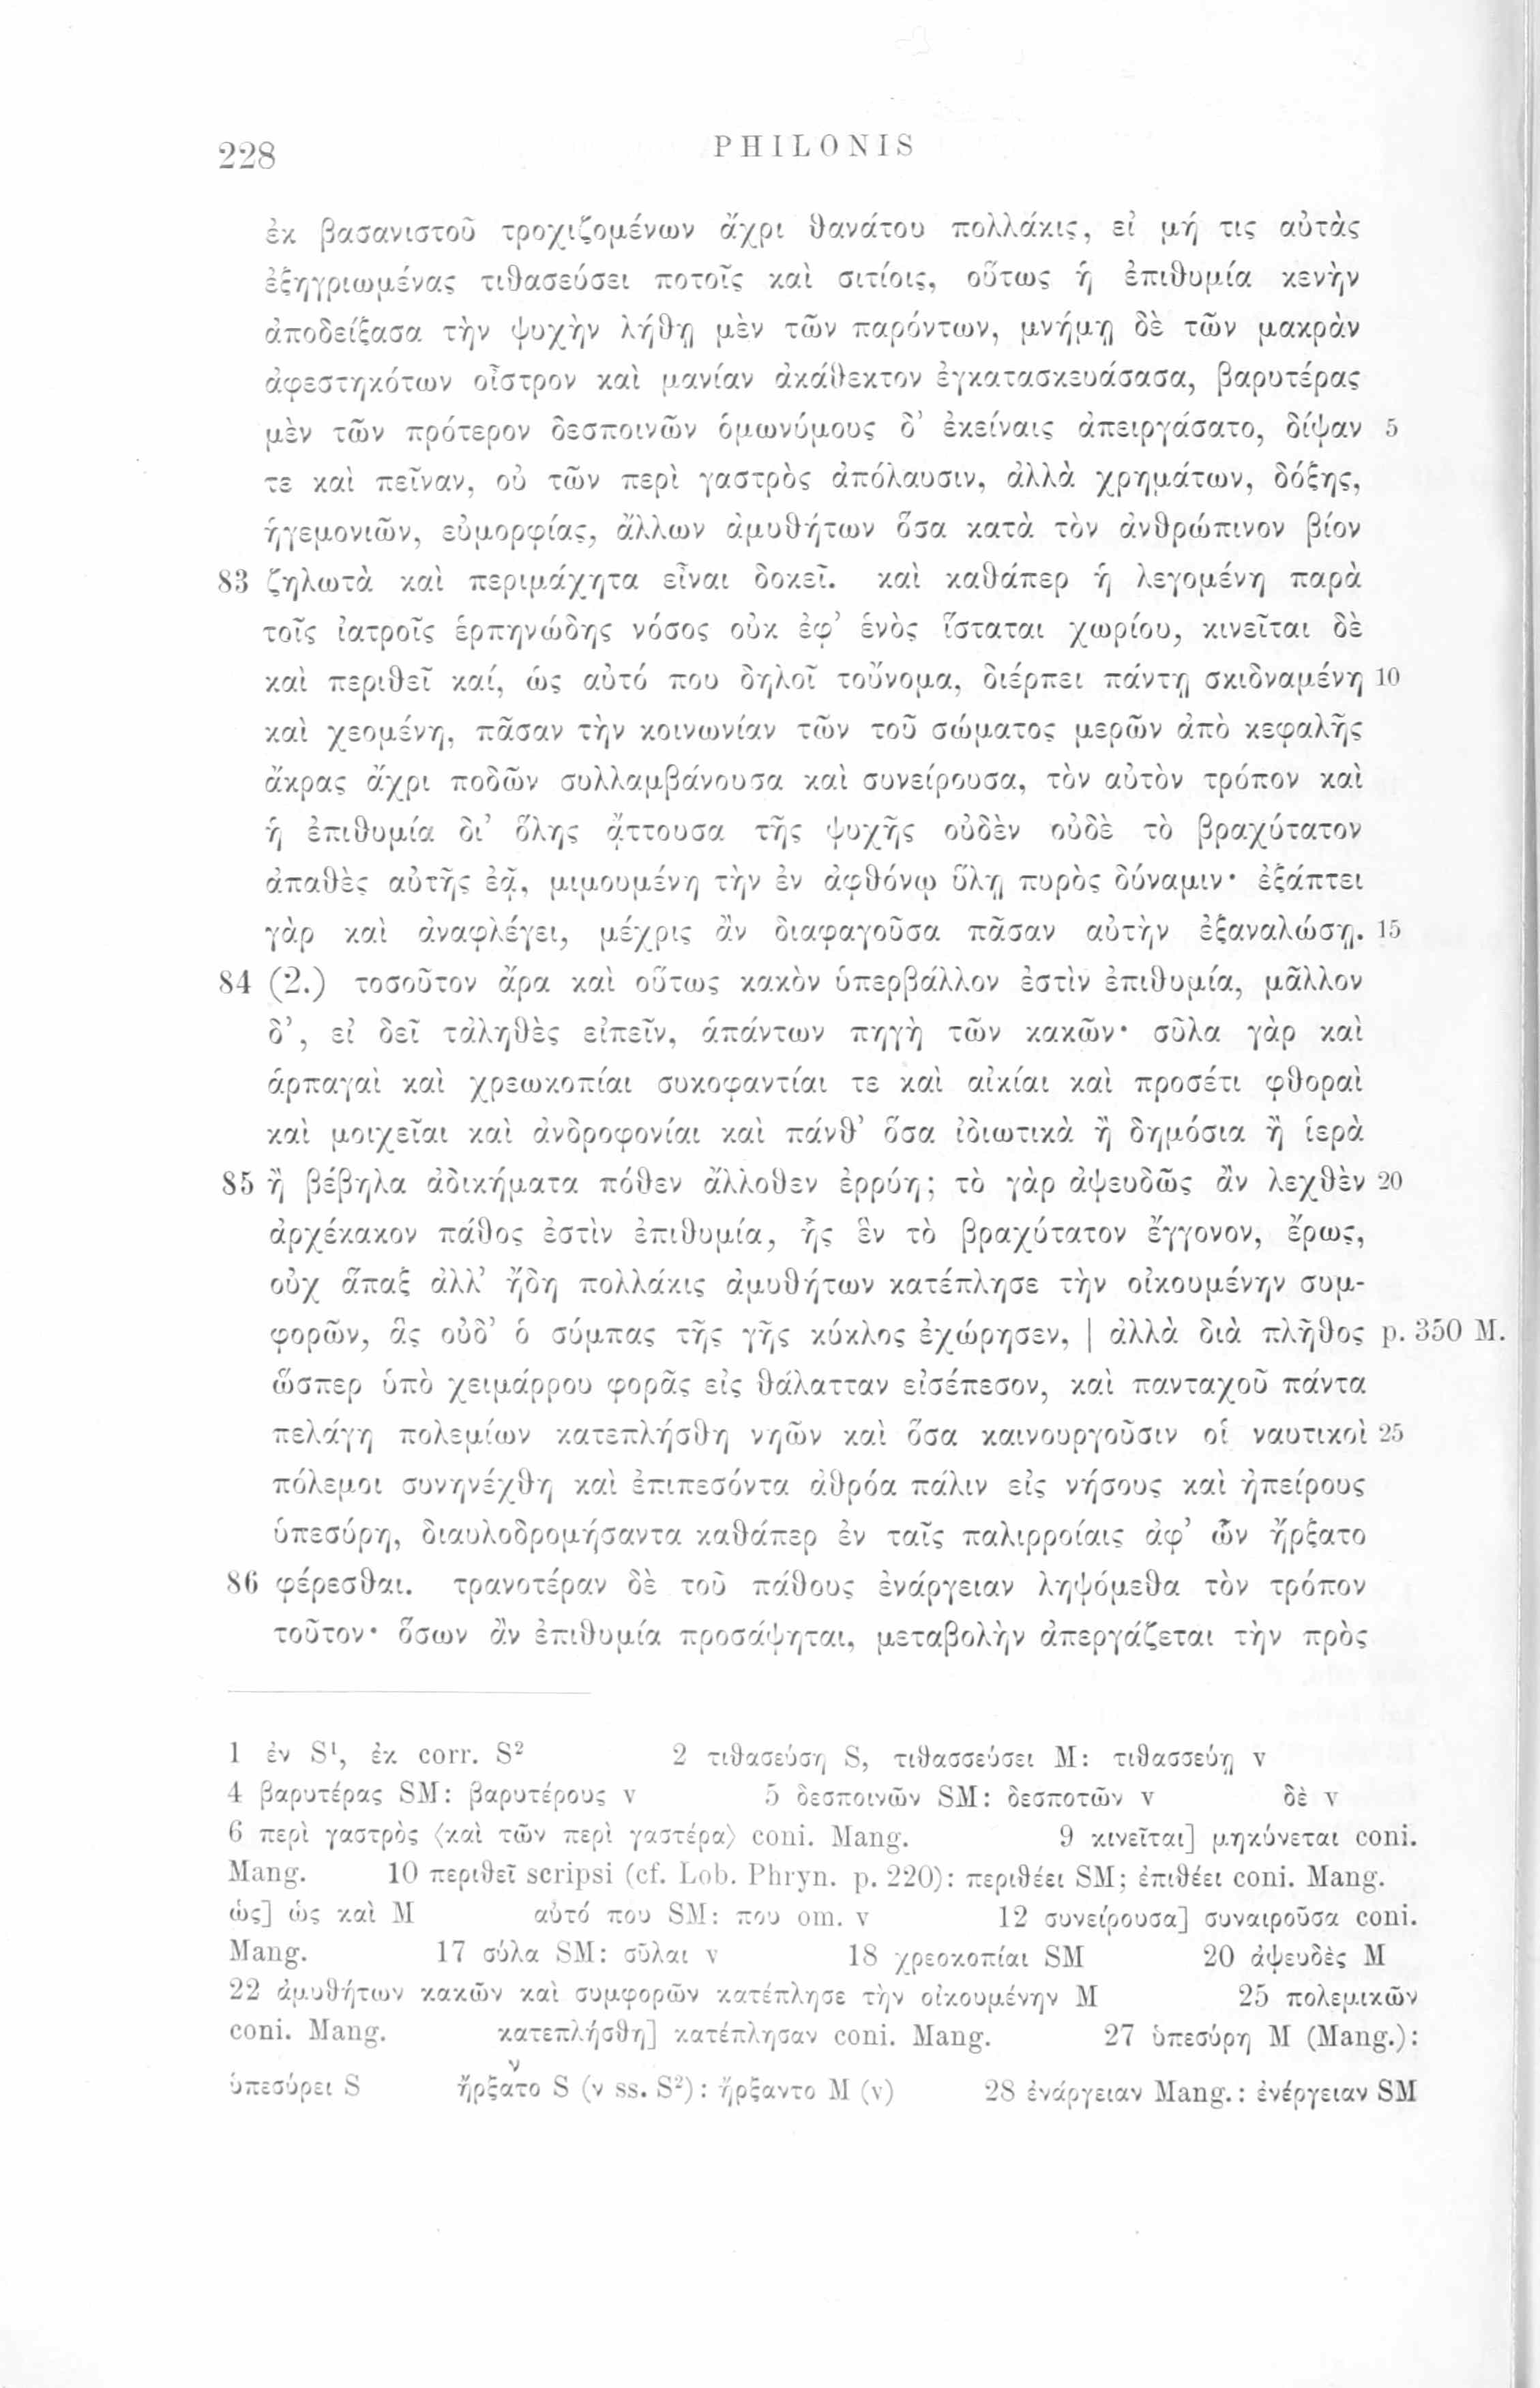 228
PHILONIS
ἐκ βασανιστοῦ τροχιζομένων ἄχρι θανάτου πολλάκις, εἰ μή τις αὐτὰς
ἐξηγριωμένας τιθασεύσει ποτοῖς καὶ σιτίοις, οὕτως ἡ ἐπιθυμία κενὴν
ἀποδείξασα τὴν ψυχὴν λήθῃ μὲν τῶν παρόντων, μνήμῃ δὲ τῶν μακρὰν
ἀφεστηκότων οἶστρον καὶ μανίαν ἀκάθεκτον ἐγκατασκευάσασα, βαρυτέρας
μὲν τῶν πρότερον δεσποινῶν ὁμωνύμους δ’ ἐκείναις ἀπειργάσατο, δίψαν 5
τε καὶ πεῖναν, οὐ τῶν περὶ γαστρὸς ἀπόλαυσιν, ἀλλὰ χρημάτων, δόξης,
ἡγεμονιῶν, εὐμορφίας, ἄλλων ἀμυθήτων ὅσα κατὰ τὸν ἀνθρώπινον βίον
83 ζηλωτὰ καὶ περιμάχητα εἶναι δοκεῖ. καὶ καθάπερ ἡ λεγομένη παρὰ
τοῖς ἰατροῖς ἑρπηνώδης νόσος οὐκ ἐφ’ ἑνὸς ἵσταται χωρίου, κινεῖται δὲ
καὶ περιθεῖ καί, ὡς αὐτό που δηλοῖ τοὔνομα, διέρπει πάντῃ σκιδναμένη 10
καὶ χεομένη, πᾶσαν τὴν κοινωνίαν τῶν τοῦ σώματος μερῶν ἀπὸ κεφαλῆς
ἄκρας ἄχρι ποδῶν συλλαμβάνουσα καὶ συνείρουσα, τὸν αὐτὸν τρόπον καὶ
ἡ ἐπιθυμία δι’ ὅλης ᾄττουσα τῆς ψυχῆς οὐδὲν οὐδὲ τὸ βραχύτατον
ἀπαθὲς αὐτῆς ἐᾷ, μιμουμένη τὴν ἐν ἀφθόνῳ ὕλῃ πυρὸς δύναμιν· ἐξάπτει
γὰρ καὶ ἀναφλέγει, μέχρις ἂν διαφαγοῦσα πᾶσαν αὐτὴν ἐξαναλώσῃ. 15
84 (2.) τοσοῦτον ἄρα καὶ οὕτως κακὸν ὑπερβάλλον ἐστὶν ἐπιθυμία, μᾶλλον
δ’, εἰ δεῖ τἀληθὲς εἰπεῖν, ἁπάντων πηγὴ τῶν κακῶν· σῦλα γὰρ καὶ
ἁρπαγαὶ καὶ χρεωκοπίαι συκοφαντίαι τε καὶ αἰκίαι καὶ προσέτι φθοραὶ
καὶ μοιχεῖαι καὶ ἀνδροφονίαι καὶ πάνθ’ ὅσα ἰδιωτικὰ ἢ δημόσια ἢ ἱερὰ
85 ἢ βέβηλα ἀδικήματα πόθεν ἄλλοθεν ἐρρύη; τὸ γὰρ ἀψευδῶς ἂν λεχθὲν 20
ἀρχέκακον πάθος ἐστὶν ἐπιθυμία, ἧς ἓν τὸ βραχύτατον ἔγγονον, ἔρως,
οὐχ ἅπαξ ἀλλ’ ἤδη πολλάκις ἀμυθήτων κατέπλησε τὴν οἰκουμένην συμ-
φορῶν, ἃς οὐδ’ ὁ σύμπας τῆς γῆς κύκλος ἐχώρησεν, | ἀλλὰ διὰ πλῆθος p. 350 M.
ὥσπερ ὑπὸ χειμάρρου φορᾶς εἰς θάλατταν εἰσέπεσον, καὶ πανταχοῦ πάντα
πελάγη πολεμίων κατεπλήσθη νηῶν καὶ ὅσα καινουργοῦσιν οἱ ναυτικοὶ 25
πόλεμοι συνηνέχθη καὶ ἐπιπεσόντα ἀθρόα πάλιν εἰς νήσους καὶ ἠπείρους
ὑπεσύρη, διαυλοδρομήσαντα καθάπερ ἐν ταῖς παλιρροίαις ἀφ’ ὧν ἤρξατο
86 φέρεσθαι. τρανοτέραν δὲ τοῦ πάθους ἐνάργειαν ληψόμεθα τὸν τρόπον
τοῦτον· ὅσων ἂν ἐπιθυμία προσάψηται, μεταβολὴν ἀπεργάζεται τὴν πρὸς
1 ἐν S¹, ἐκ corr. S² 2 τιθασεύση S, τιθασσεύσει M: τιθασσεύῃ v
4 βαρυτέρας SM: βαρυτέρους v 5 δεσποινῶν SM: δεσποτῶν v δὲ v
6 περὶ γαστρὸς ⟨καὶ τῶν περὶ γαστέρα⟩ coni. Mang. 9 κινεῖται] μηκύνεται coni.
Mang. 10 περιθεῖ scripsi (cf. Lob. Phryn. p. 220): περιθέει SM; ἐπιθέει coni. Mang.
ὡς] ὡς καὶ M αὐτό που SM: που om. v 12 συνείρουσα] συναιροῦσα coni.
Mang. 17 σύλα SM: σῦλαι v 18 χρεοκοπίαι SM 20 ἀψευδὲς M
22 ἀμυθήτων κακῶν καὶ συμφορῶν κατέπλησε τὴν οἰκουμένην M 25 πολεμικῶν
coni. Mang. κατεπλήσθη] κατέπλησαν coni. Mang. 27 ὑπεσύρη M (Mang.):
ὑπεσύρει S ἤρξατο S (ν ss. S²): ἤρξαντο M (v) 28 ἐνάργειαν Mang.: ἐνέργειαν SM